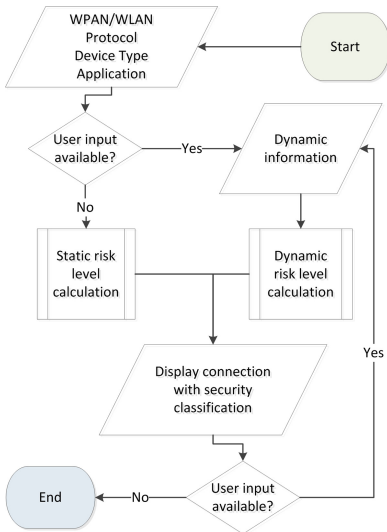 WPAN/WLAN
Protocol
Device Type
Application
Start
User input
available?
Yes
Dynamic
information
No
Static risk
level
calculation
Dynamic
risk level
calculation
Yes
Display connection
with security
classification
End
No
User input
available?